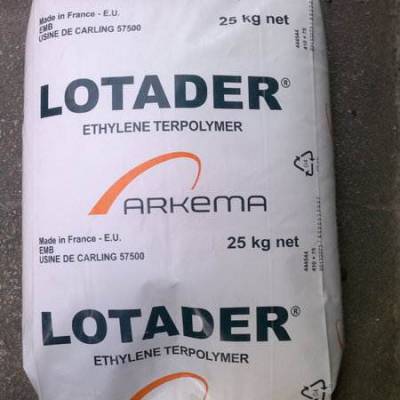 Made in France - E.U.
EMB
USINE DE CARLING 57500
25 kg net
LOTADER®
ETHYLENE TERPOLYMER
ARKEMA
Made in France - E.U.
EMB
USINE DE CARLING 57500
25 kg net
LOTADER®
ETHYLENE TERPOLYMER